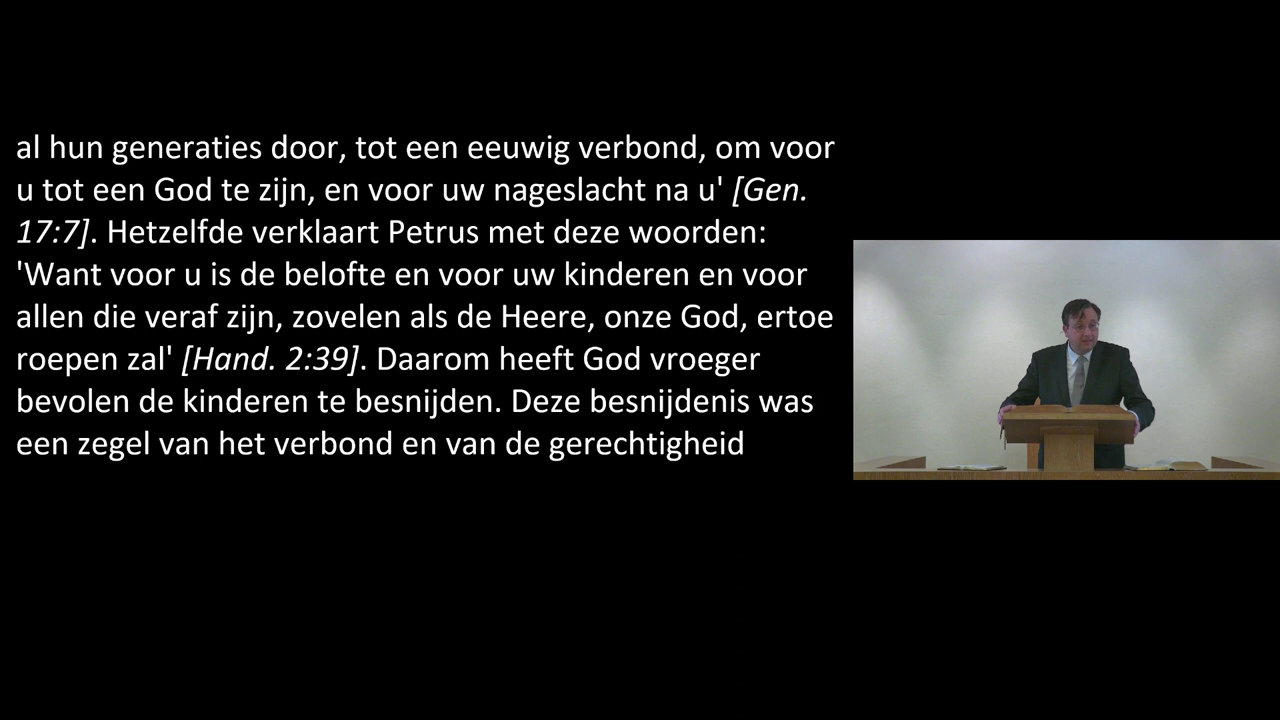 al hun generaties door, tot een eeuwig verbond, om voor
u tot een God te zijn, en voor uw nageslacht na u' [Gen.
17:7]. Hetzelfde verklaart Petrus met deze woorden:
'Want voor u is de belofte en voor uw kinderen en voor
allen die veraf zijn, zovelen als de Heere, onze God, ertoe
roepen zal' [Hand. 2:39]. Daarom heeft God vroeger
bevolen de kinderen te besnijden. Deze besnijdenis was
een zegel van het verbond en van de gerechtigheid